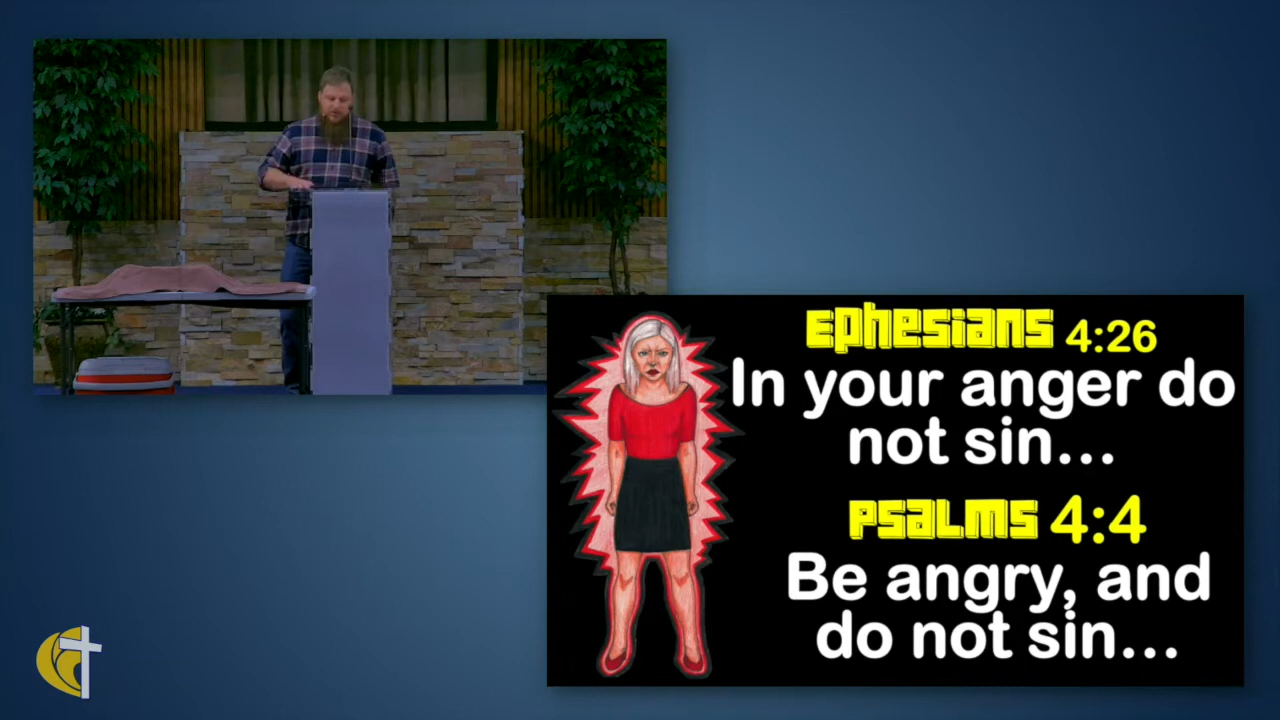 Ephesians 4:26
In your anger do
not sin...
Psalms 4:4
Be angry, and
do not sin...